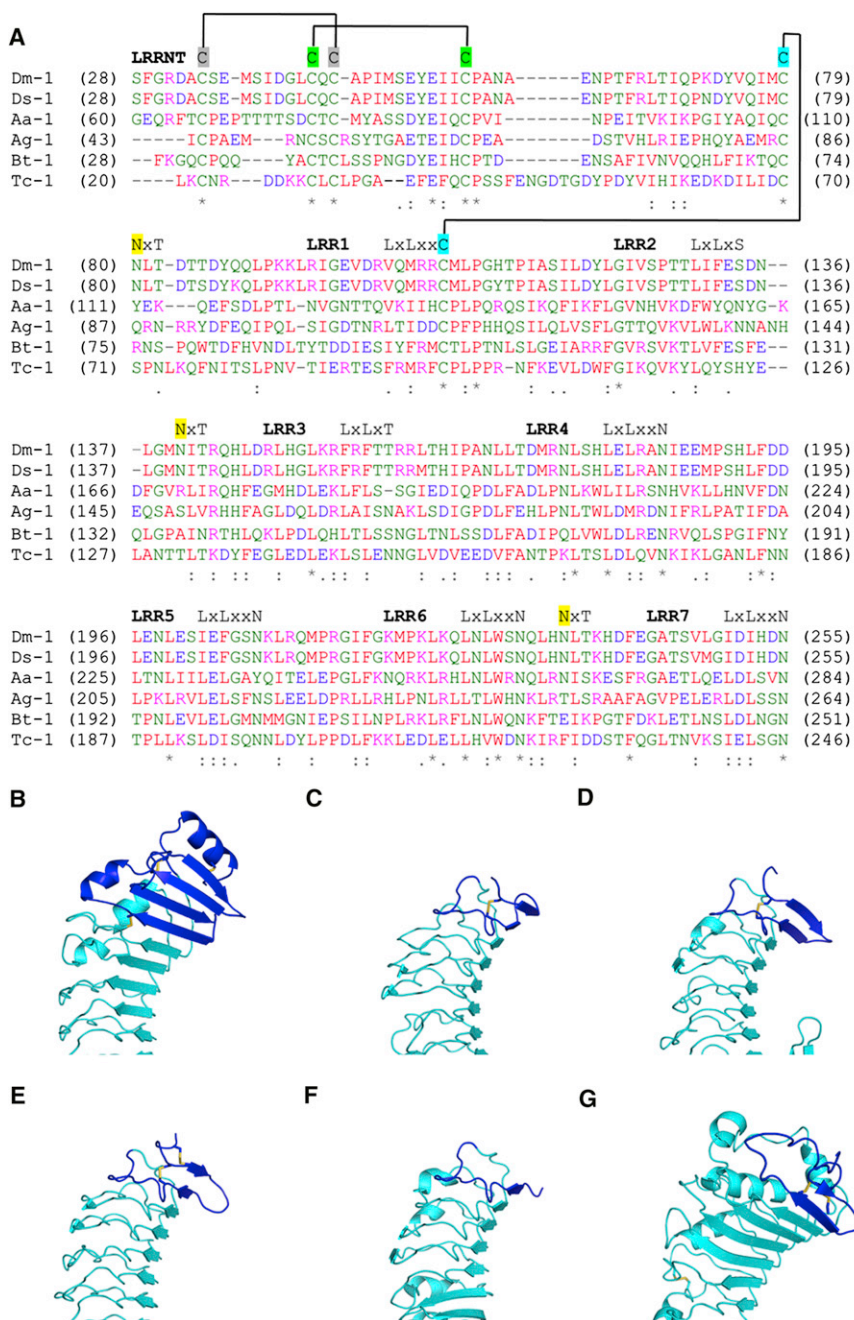 A
C C C C C
LRRNT
Dm-1 (28) SFGRDACSE-MSIDGLCQC-APIMSEYEIICPANA-------ENPTFRLTIQPKDYVQIMC (79)
Ds-1 (28) SFGRDACSE-MSIDGLCQC-APIMSEYEIICPANA-------ENPTFRLTIQPNDYVQIMC (79)
Aa-1 (60) GEQRFTCPEPTTTTSDCTC-MYASSDYEQIICPVNI-------NPEITVKIKPGIYAQIQC (110)
Ag-1 (43) ------CPAEM---RNCSCRSYTGAETEIDCPEA--------DSTVHLRIEPHQYAEMRC (86)
Bt-1 (28) --FKGQCPQQ----YACTCLSSPNGDYEIHCPTD--------ENSAFIVNVQQHLFIKTQC (74)
Tc-1 (20) ----LKCNR---DDKKCLCLPGA--EFEFQCPSSFENGDTGDYPDYVIHIKEDKDILIDC (70)
* * * .: * ** : :: *
NxT LRR1 LxLxxC LRR2 LxLxS
Dm-1 (80) NLT-DTTDYQQLPKKLRIGEVDRVQMRRCMLPGHTPIASILDYLGIVSPTTLIFESDN-- (136)
Ds-1 (80) NLT-DTSDYQQLPKKLRIGEVDRVQMRRCMLPGHTPIASILDYLGIVSPTTLIFESDN-- (136)
Aa-1 (111) YEK---QEFSDLPTL-NVGNTTQVKIIHCPLPQRQSIKQFIKFLGVNHVKDFWYQNYG-K (165)
Ag-1 (87) QRN-RRYDFEQIPQL-SIGDTNRLTIDDCPFPHHQSILQLVSFLGTTQVKVLWLKNNANH (144)
Bt-1 (75) RNS-PQWTDFHVNDLTYTDDIESIYFRMCTLPTNLSLGEIARRFGVRSVKTLVFESFE-- (131)
Tc-1 (71) SPNLKQFNITSLPNV-TIERTESFRMRFCPLPPR-NFKEVLDWFGIKQVKYLQYSHYE-- (126)
. : : : * * . : * . : .
NxT LRR3 LxLxT LRR4 LxLxxN
Dm-1 (137) -LGMNITRQHLDRLHGLKRFRFTTRRLTHIPANLLTDMRNLSHLELRANIEEMPSHLFDD (195)
Ds-1 (137) -LGMNITRQHLDRLHGLKRFRFTTRRMTHIPANLLTDMRNLSHLELRANIEEMPSHLFDD (195)
Aa-1 (166) DFGVRLIRQHFEGMHDLEKLFLS-SGIEDIQPDLFADLPNLKWLILRSNHVKLLHNVFDN (224)
Ag-1 (145) EQSASLVRHHFAGLQDLDRLAISNAKLSDIGPDLFGHLPNLTWLDMRDNIFRLPATIFDA (204)
Bt-1 (132) QLGPAINRTHLQKLPDLQHLTLSSNGLTNLSSDLFADIPQLVWLDLRENRVQLSPGIFNY (191)
Tc-1 (127) LANTTLTKDYFEGLEDLEKLSLENNGLVDVEEDVFANTPKLTSLDLQVNKIKLGANLFNN (186)
: : :: : *.:: : : .:: ::: . * * :: * .: :*:
LRR5 LxLxxN LRR6 LxLxxN NxT LRR7 LxLxxN
Dm-1 (196) LENLESIEFGSNKLRQMPRGIFGKMPKLKQLNLWSNQLHNLTKHDFEGATSVLGIDIHDN (255)
Ds-1 (196) LENLESIEFGSNKLRQMPRGIFGKMPKLKQLNLWSNQLHNLTKHDFEGATSVMGIDIHDN (255)
Aa-1 (225) LTNLIILELGAYQITELEPGLFKNQTNLKHLNLWRNQLRNISKESFRGAETLQELDLSVN (284)
Ag-1 (205) LPKLRVLELSFNSLEELDPRLLRHLPNLRLLTLWHNKLRTLSRAAFAGVPELERLDLSSN (264)
Bt-1 (192) TPNLEVLELGMNMMGNIEPSILNPLRKLRFLNLWQNKFTEIKPGTFDKLETLNSLDLNGN (251)
Tc-1 (187) TPLLKSLDISQNNLDYLPPDLFKKLEDLELLHVWDNKIRFIDDSTFQGLTNVKSIELSGN (246)
* :::. : : :: .* * :* *:: : * : ::: *
B
C
D
E
F
G